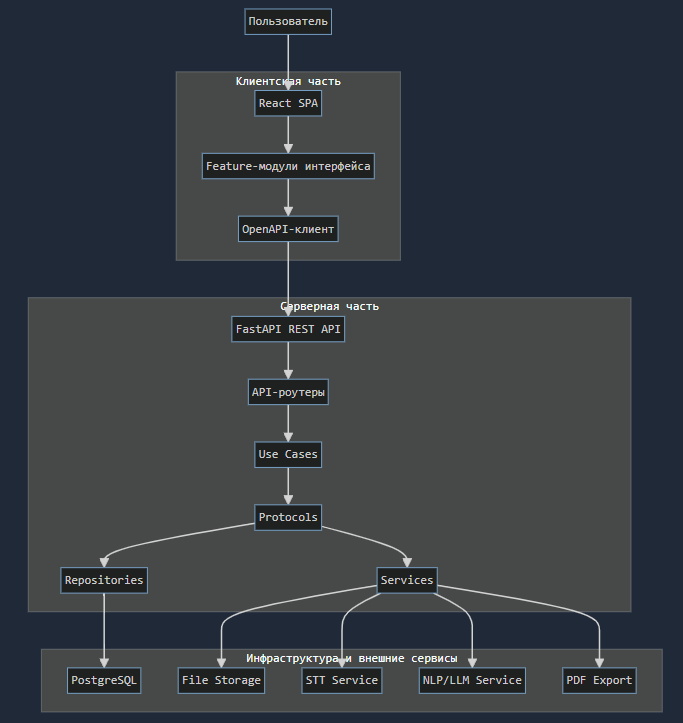 Пользователь
Клиентская часть
React SPA
Feature-модули интерфейса
OpenAPI-клиент
Серверная часть
FastAPI REST API
API-роутеры
Use Cases
Protocols
Repositories
Services
Инфраструктура и внешние сервисы
PostgreSQL
File Storage
STT Service
NLP/LLM Service
PDF Export